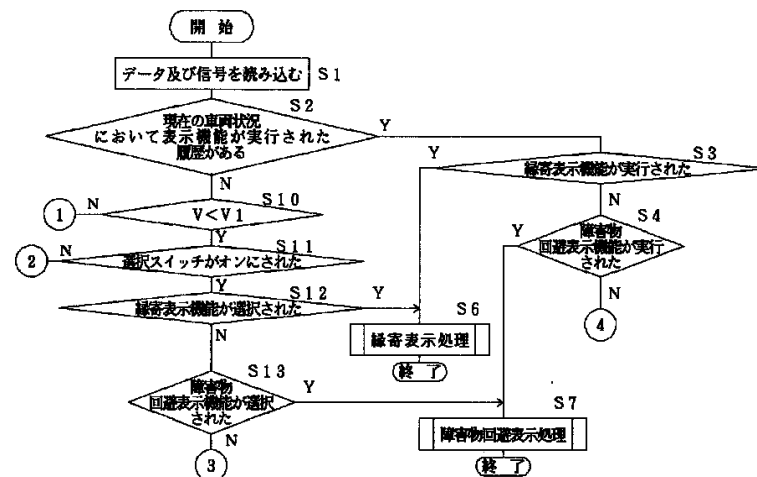 開始
データ及び信号を読み込む S1
S2
現在の車両状況
において表示機能が実行された
履歴がある
Y
N
S3
縁寄表示機能が実行された
Y
N
S4
障害物
回避表示機能が実行
された
Y
N
4
S10
V<V1
N
1
Y
S11
選択スイッチがオンにされた
N
2
Y
S12
縁寄表示機能が選択された
Y
N
S6
縁寄表示処理
終了
S13
障害物
回避表示機能が選択
された
Y
N
3
S7
障害物回避表示処理
終了